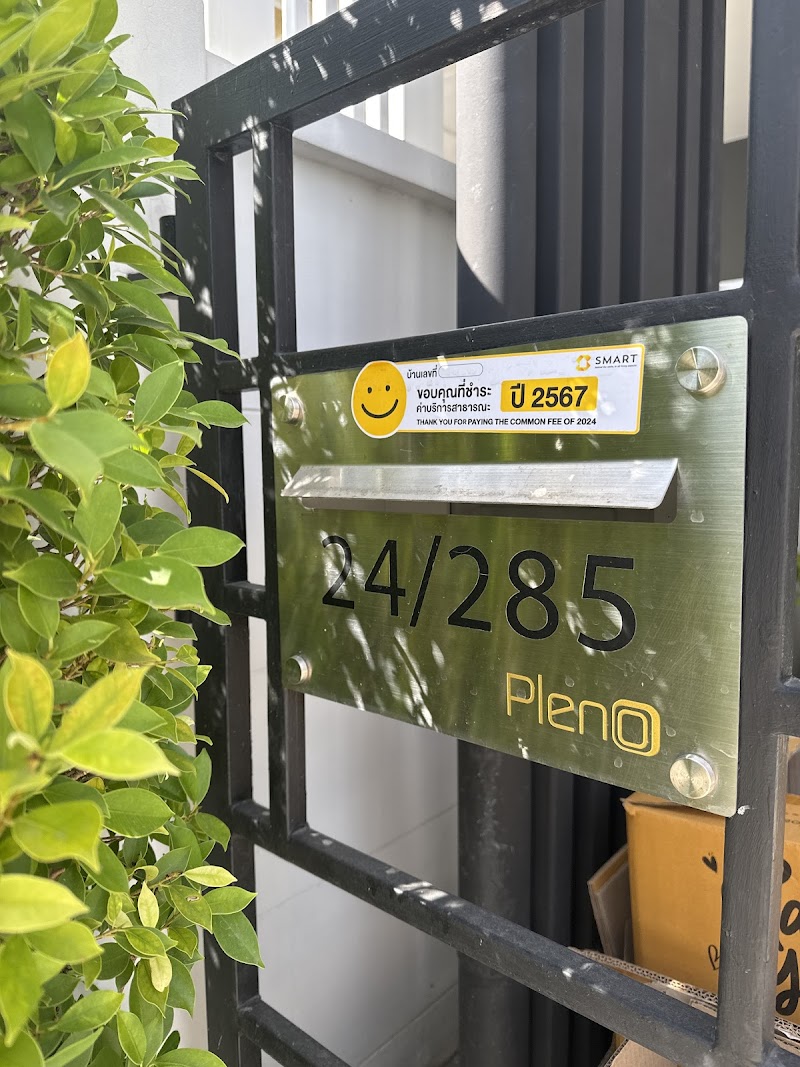 บ้านเลขที่
SMART
ขอบคุณที่ชำระ
ค่าบริการสาธารณะ
ปี 2567
THANK YOU FOR PAYING THE COMMON FEE OF 2024
24/285
Pleno